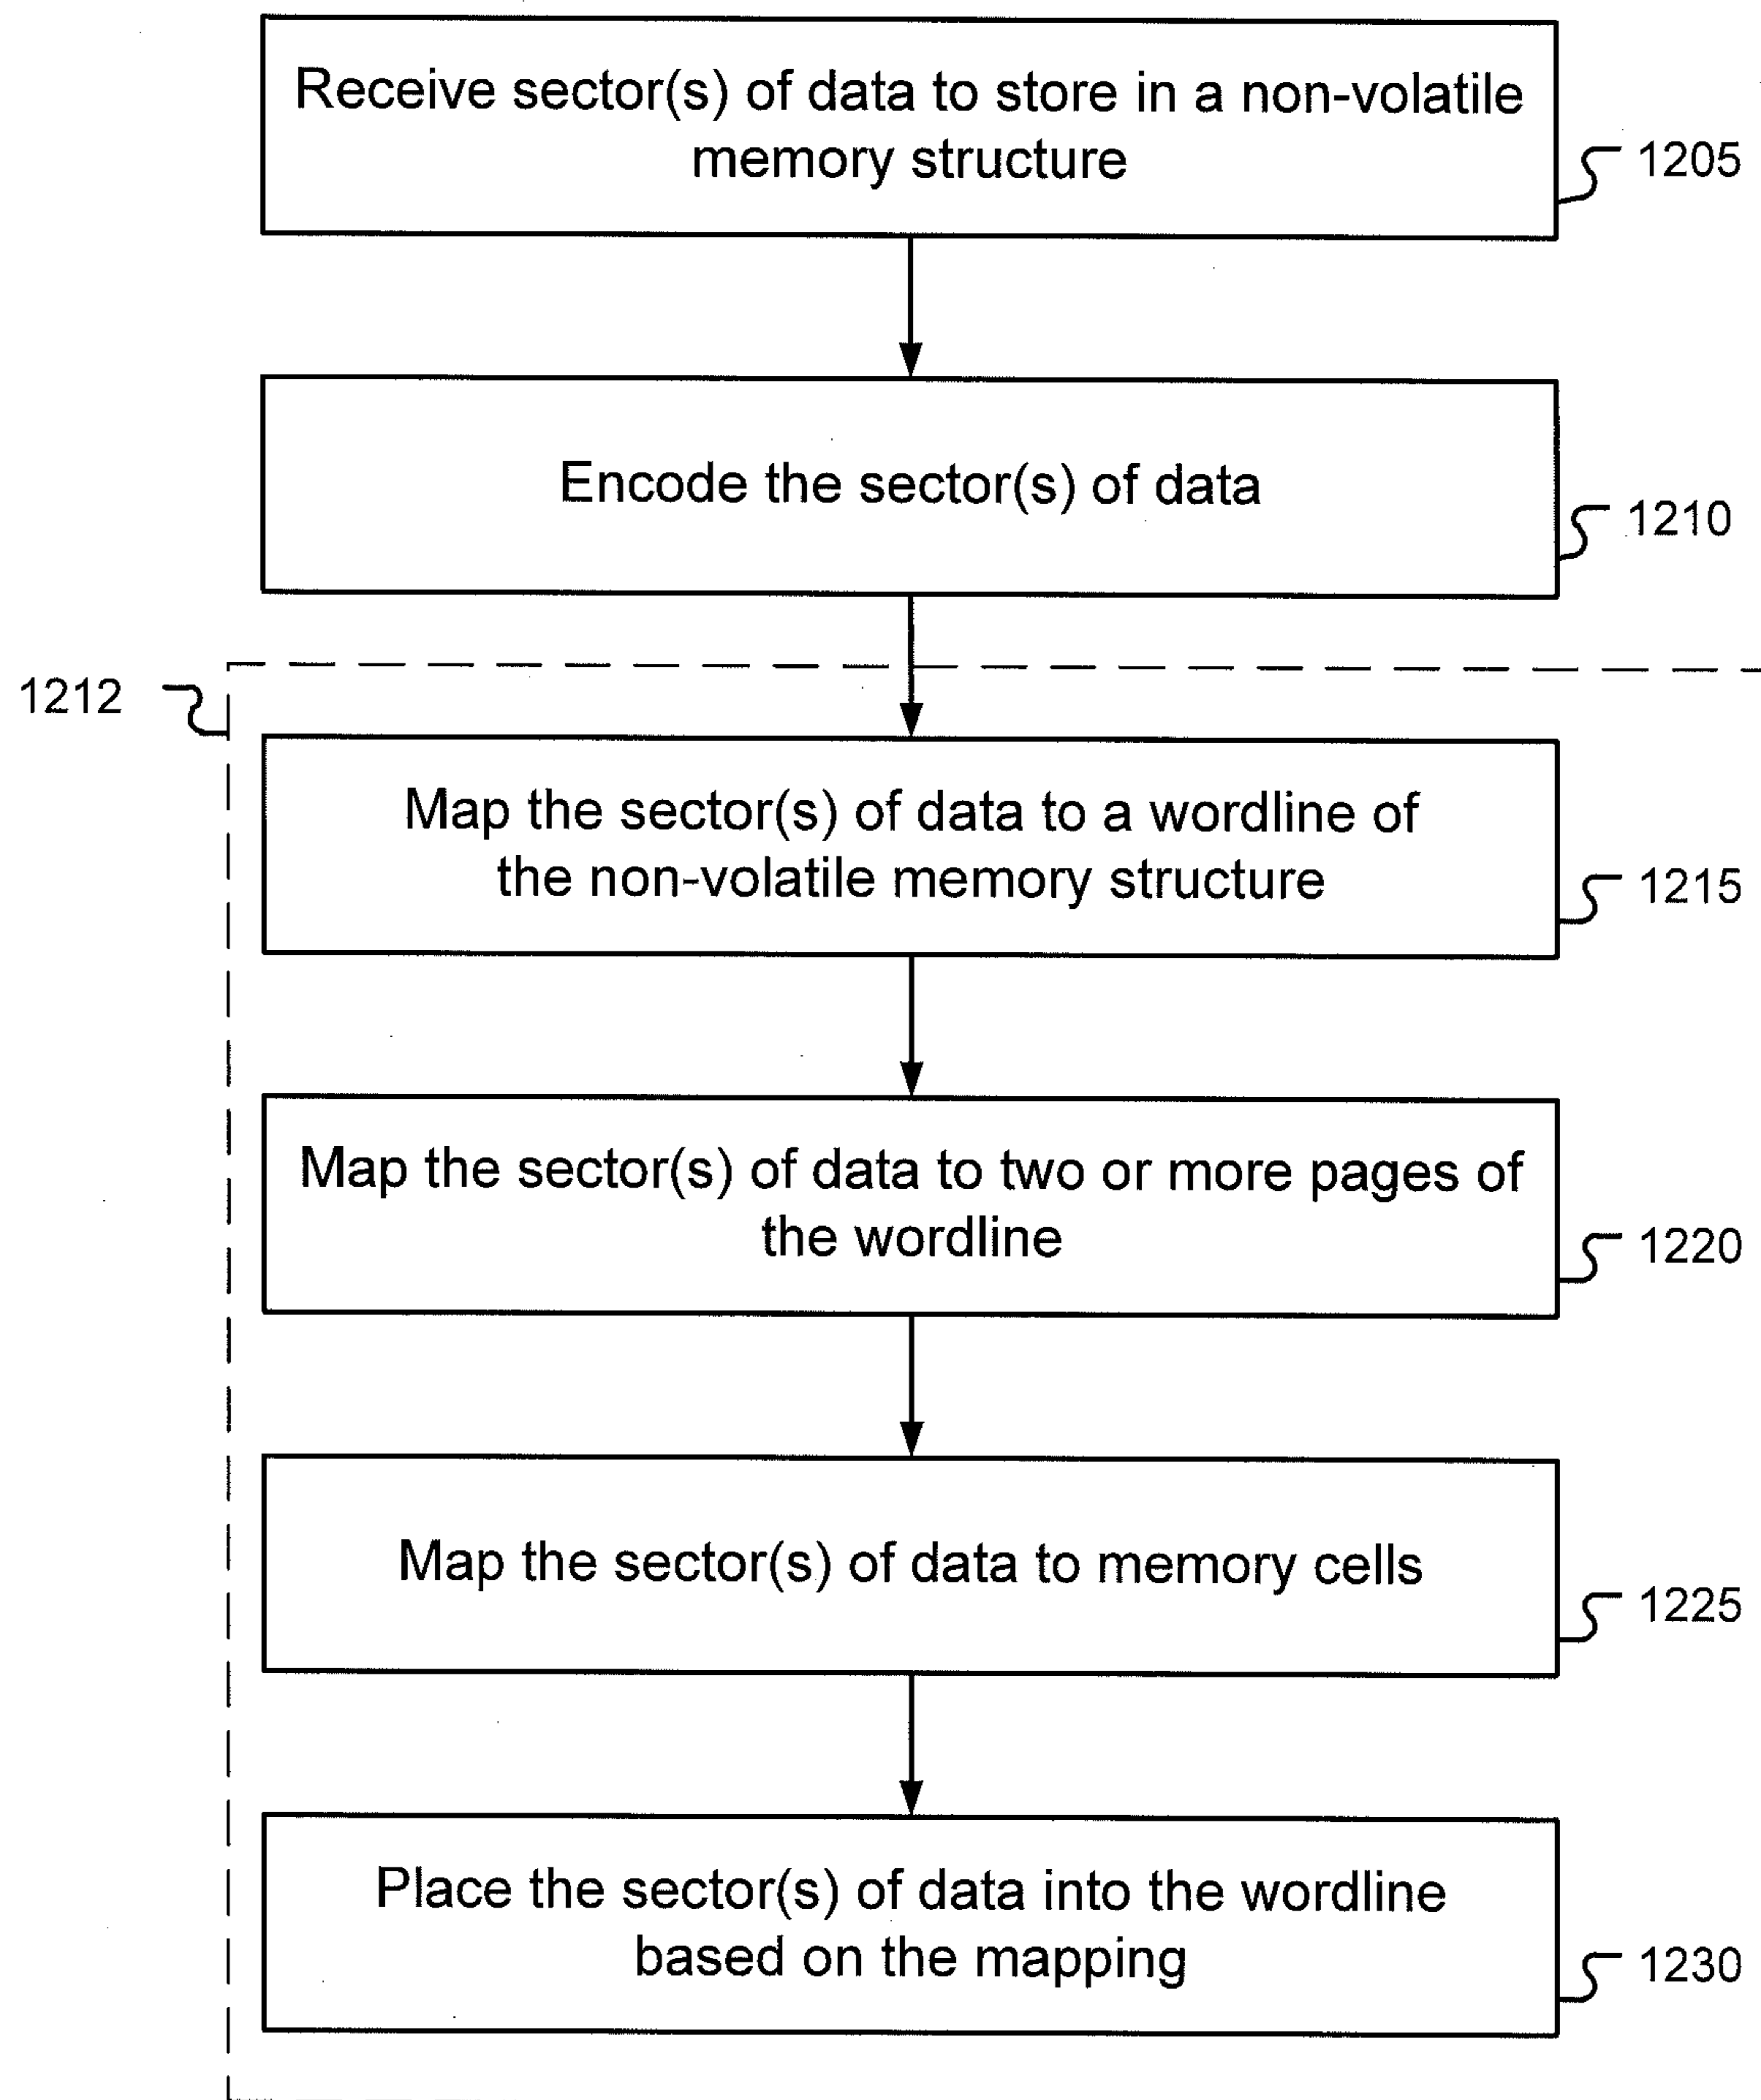 Receive sector(s) of data to store in a non-volatile
memory structure
1205
Encode the sector(s) of data
1210
1212
Map the sector(s) of data to a wordline of
the non-volatile memory structure
1215
Map the sector(s) of data to two or more pages of
the wordline
1220
Map the sector(s) of data to memory cells
1225
Place the sector(s) of data into the wordline
based on the mapping
1230